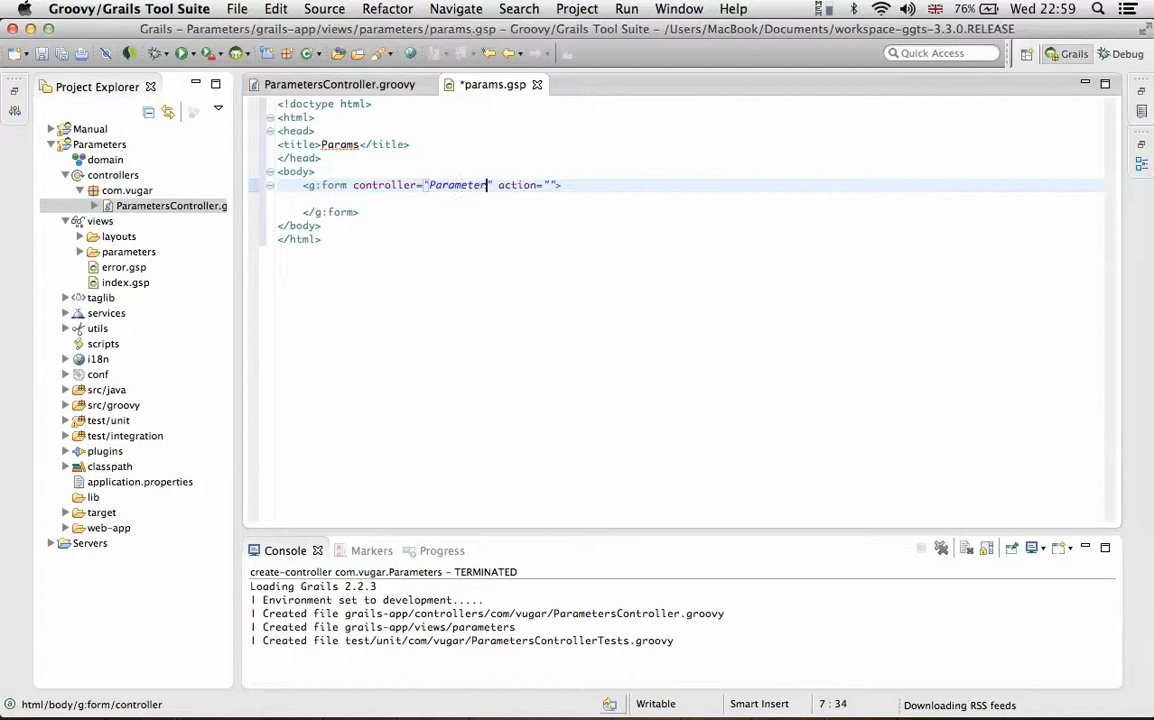 Groovy/Grails Tool Suite File Edit Source Refactor Navigate Search Project Run Window Help 76% Wed 22:59
Grails - Parameters/grails-app/views/parameters/params.gsp - Groovy/Grails Tool Suite - /Users/MacBook/Documents/workspace-ggts-3.3.0.RELEASE
Quick Access Grails Debug
Project Explorer
ParametersController.groovy *params.gsp
Manual
Parameters
domain
controllers
com.vugar
ParametersController.g
views
layouts
parameters
error.gsp
index.gsp
taglib
services
utils
scripts
i18n
conf
src/java
src/groovy
test/unit
test/integration
plugins
classpath
application.properties
lib
target
web-app
Servers
<!doctype html>
<html>
<head>
<title>Params</title>
</head>
<body>
<g:form controller="Parameter" action="">
</g:form>
</body>
</html>
Console Markers Progress
create-controller com.vugar.Parameters - TERMINATED
Loading Grails 2.2.3
| Environment set to development.....
| Created file grails-app/controllers/com/vugar/ParametersController.groovy
| Created file grails-app/views/parameters
| Created file test/unit/com/vugar/ParametersControllerTests.groovy
html/body/g:form/controller Writable Smart Insert 7 : 34 Downloading RSS feeds